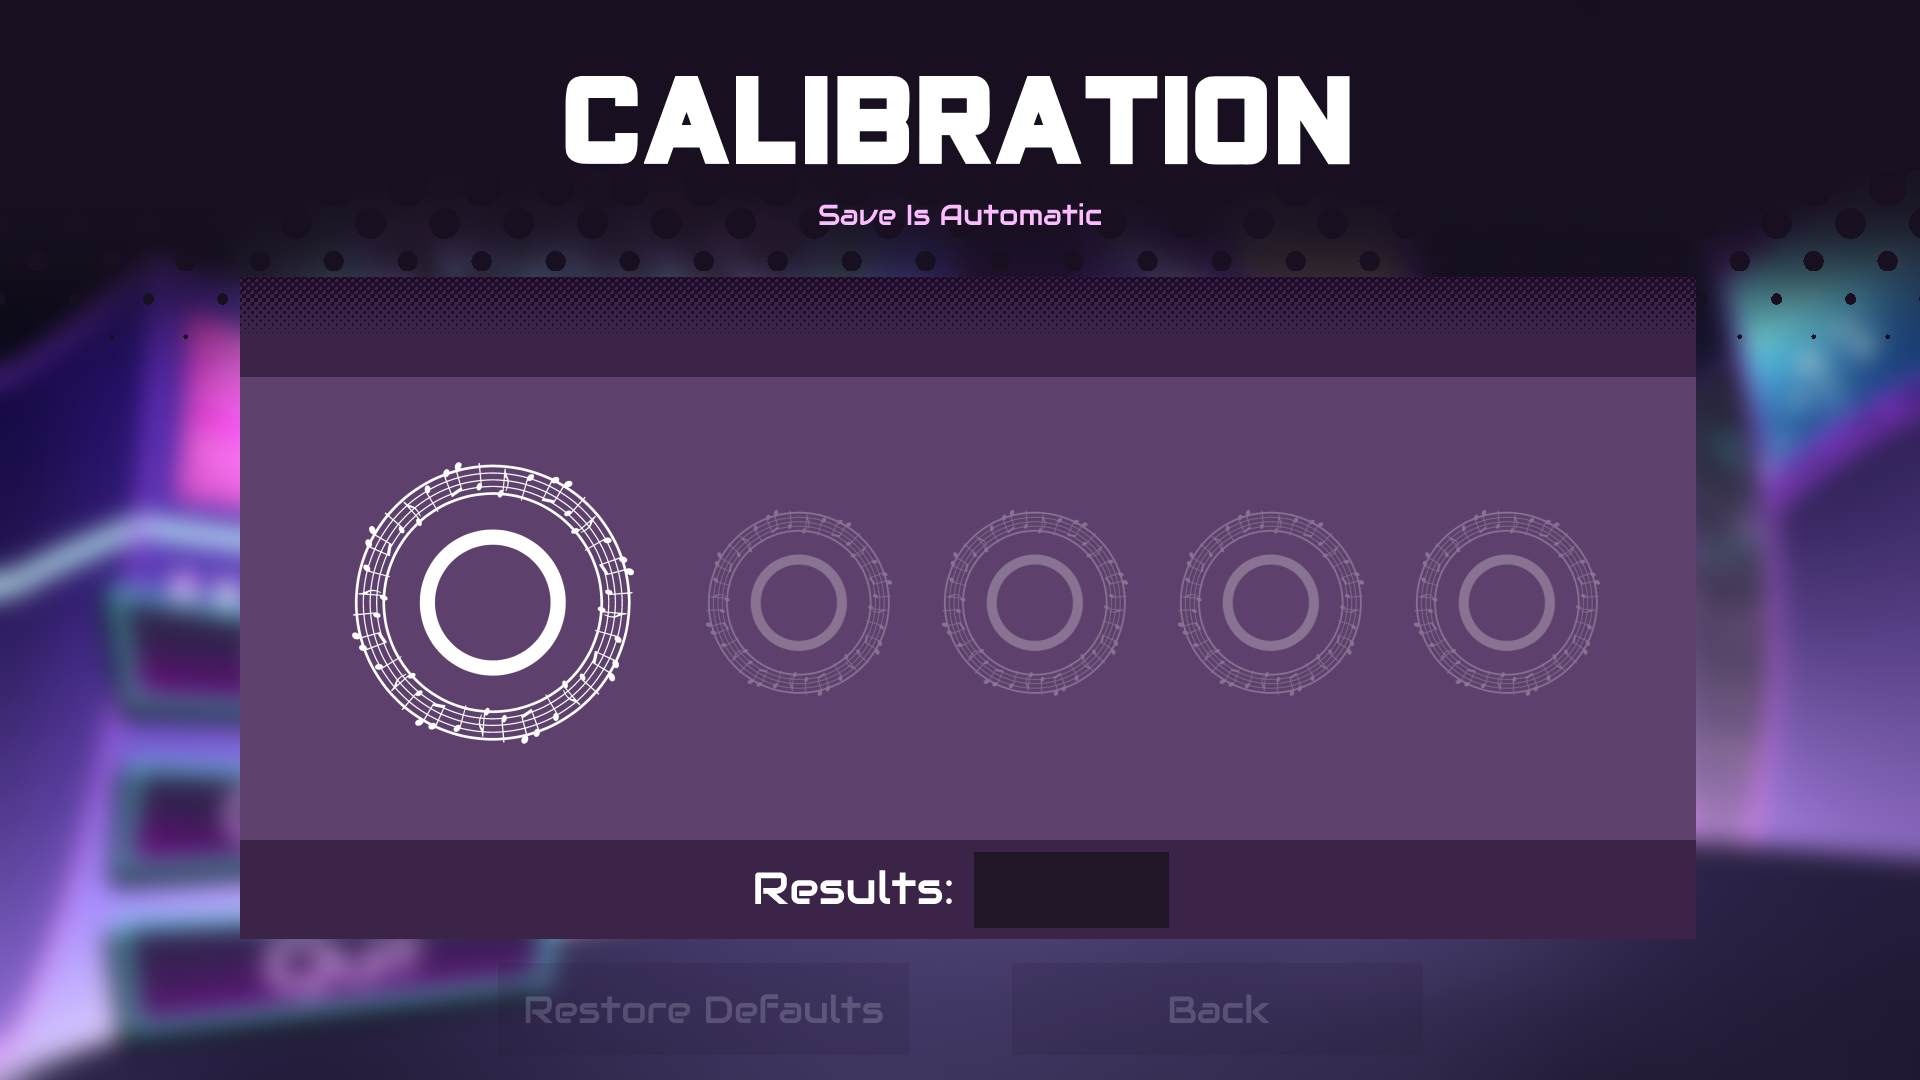 CALIBRATION
Save Is Automatic
Results:
Restore Defaults
Back